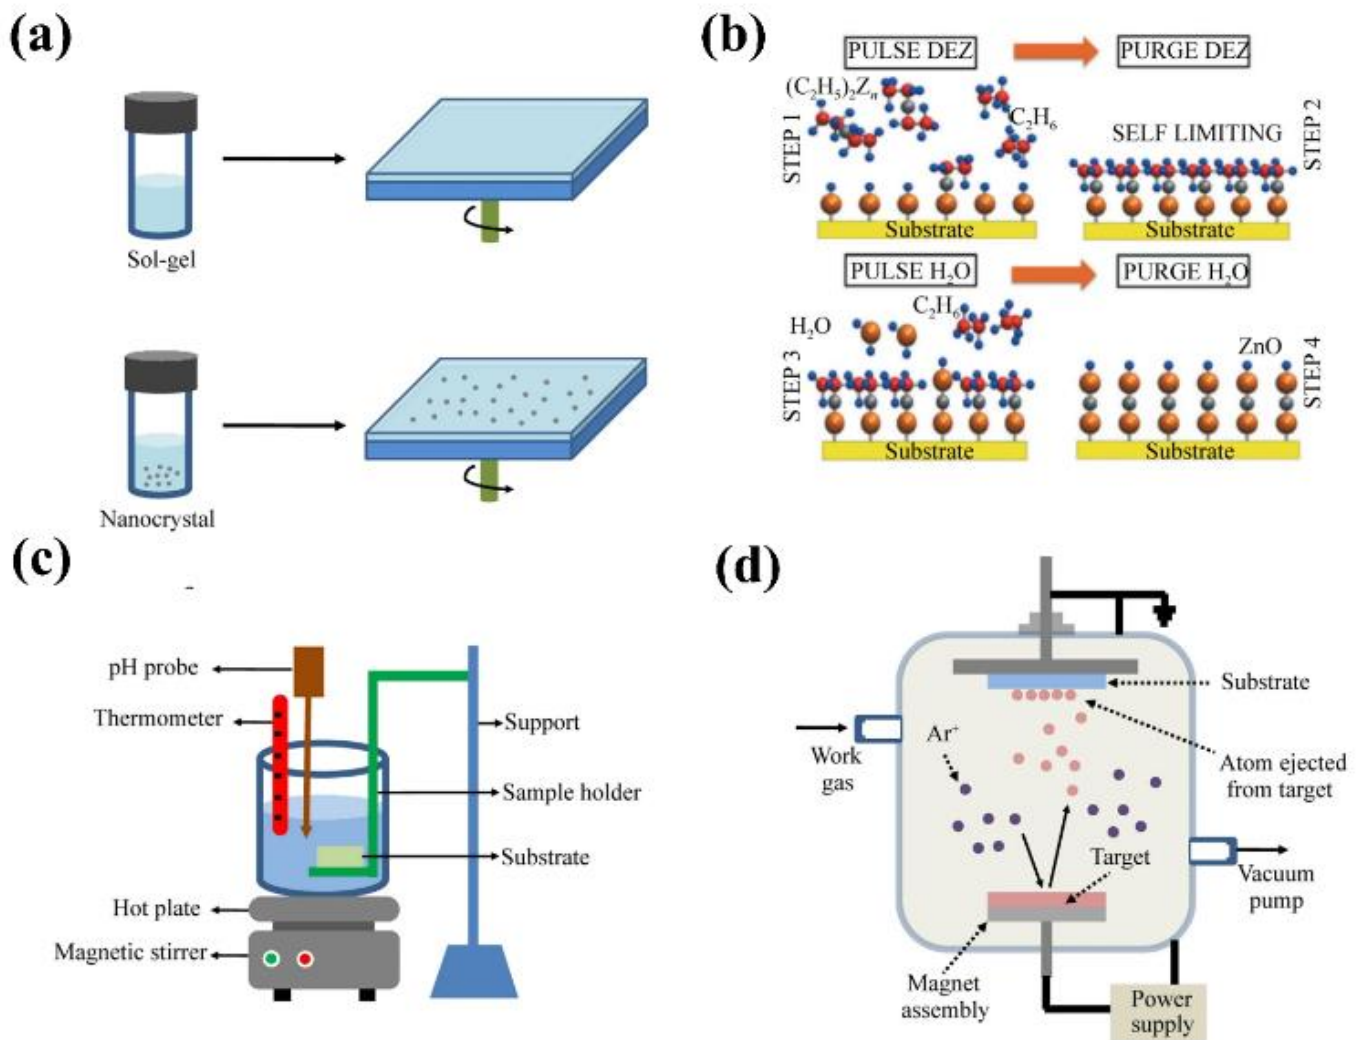 (a)
Sol-gel
Nanocrystal
(b)
PULSE DEZ
PURGE DEZ
(C₂H₅)₂Zₙ
C₂H₆
STEP 1
SELF LIMITING
STEP 2
Substrate
Substrate
PULSE H₂O
PURGE H₂O
C₂H₆
H₂O
ZnO
STEP 3
STEP 4
Substrate
Substrate
(c)
pH probe
Thermometer
Support
Sample holder
Substrate
Hot plate
Magnetic stirrer
(d)
Substrate
Ar⁺
Work
gas
Atom ejected
from target
Target
Vacuum
pump
Magnet
assembly
Power
supply